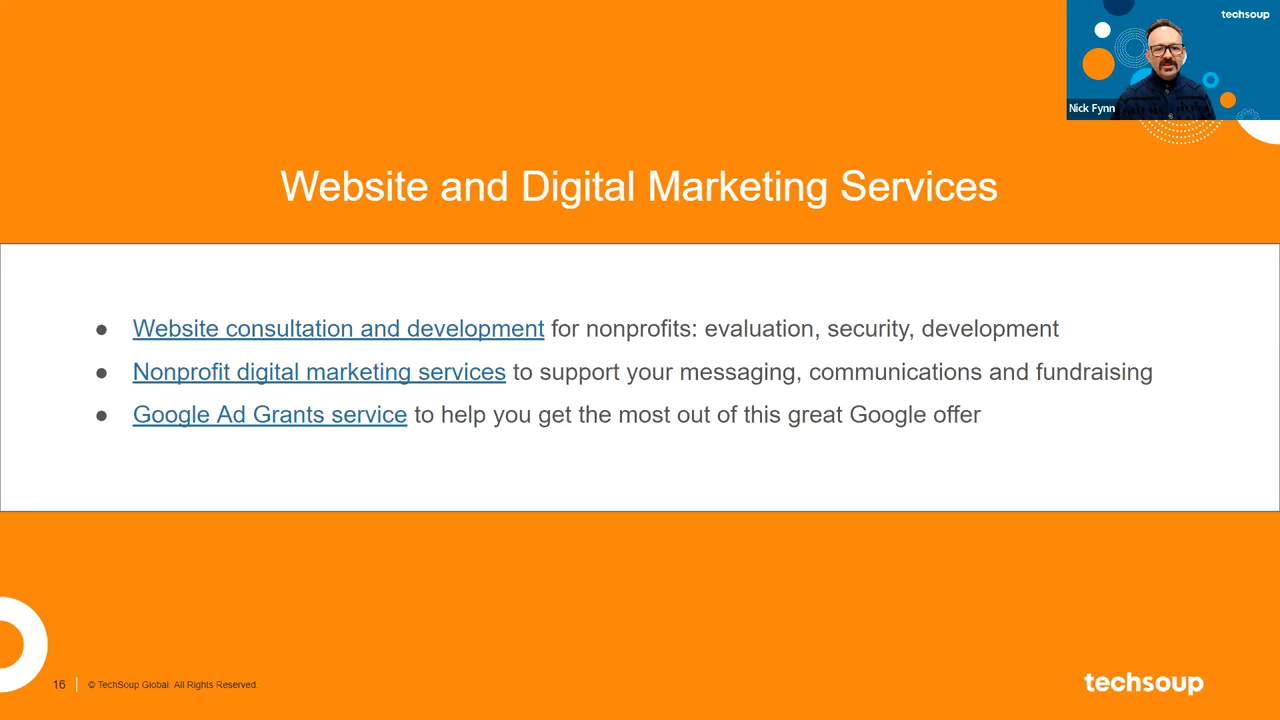 techsoup
Nick Fynn
Website and Digital Marketing Services
● Website consultation and development for nonprofits: evaluation, security, development
● Nonprofit digital marketing services to support your messaging, communications and fundraising
● Google Ad Grants service to help you get the most out of this great Google offer
16 | © TechSoup Global. All Rights Reserved.
techsoup